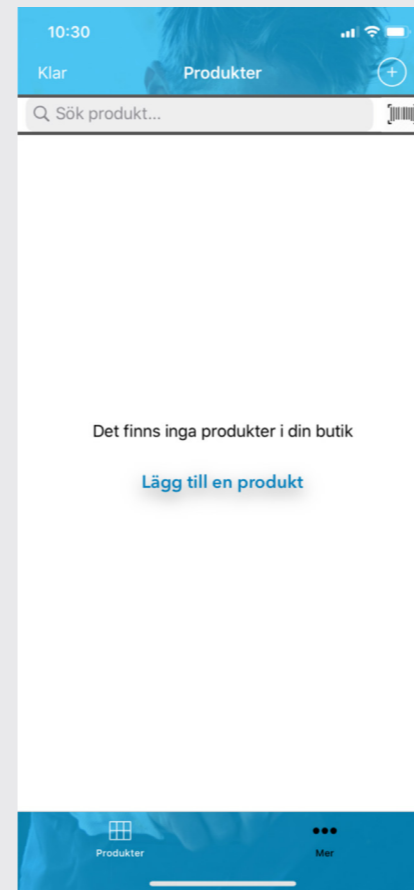 10:30
Klar
Produkter
Sök produkt...
Det finns inga produkter i din butik
Lägg till en produkt
Produkter
Mer